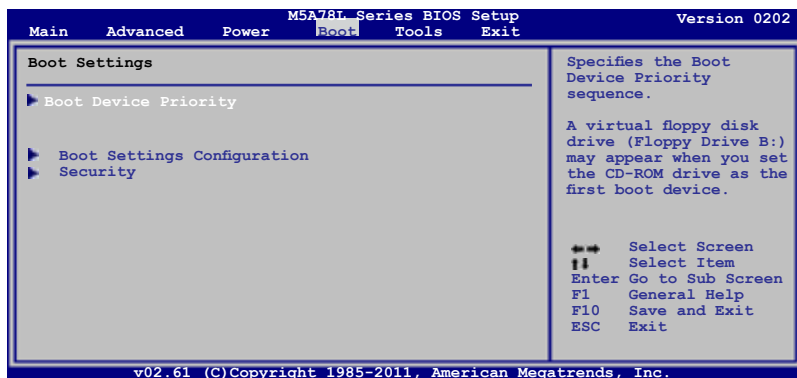 M5A78L Series BIOS Setup
Version 0202
Main Advanced Power Boot Tools Exit
Boot Settings
Boot Device Priority
Boot Settings Configuration
Security
Specifies the Boot
Device Priority
sequence.
A virtual floppy disk
drive (Floppy Drive B:)
may appear when you set
the CD-ROM drive as the
first boot device.
Select Screen
Select Item
Enter Go to Sub Screen
F1 General Help
F10 Save and Exit
ESC Exit
v02.61 (C)Copyright 1985-2011, American Megatrends, Inc.